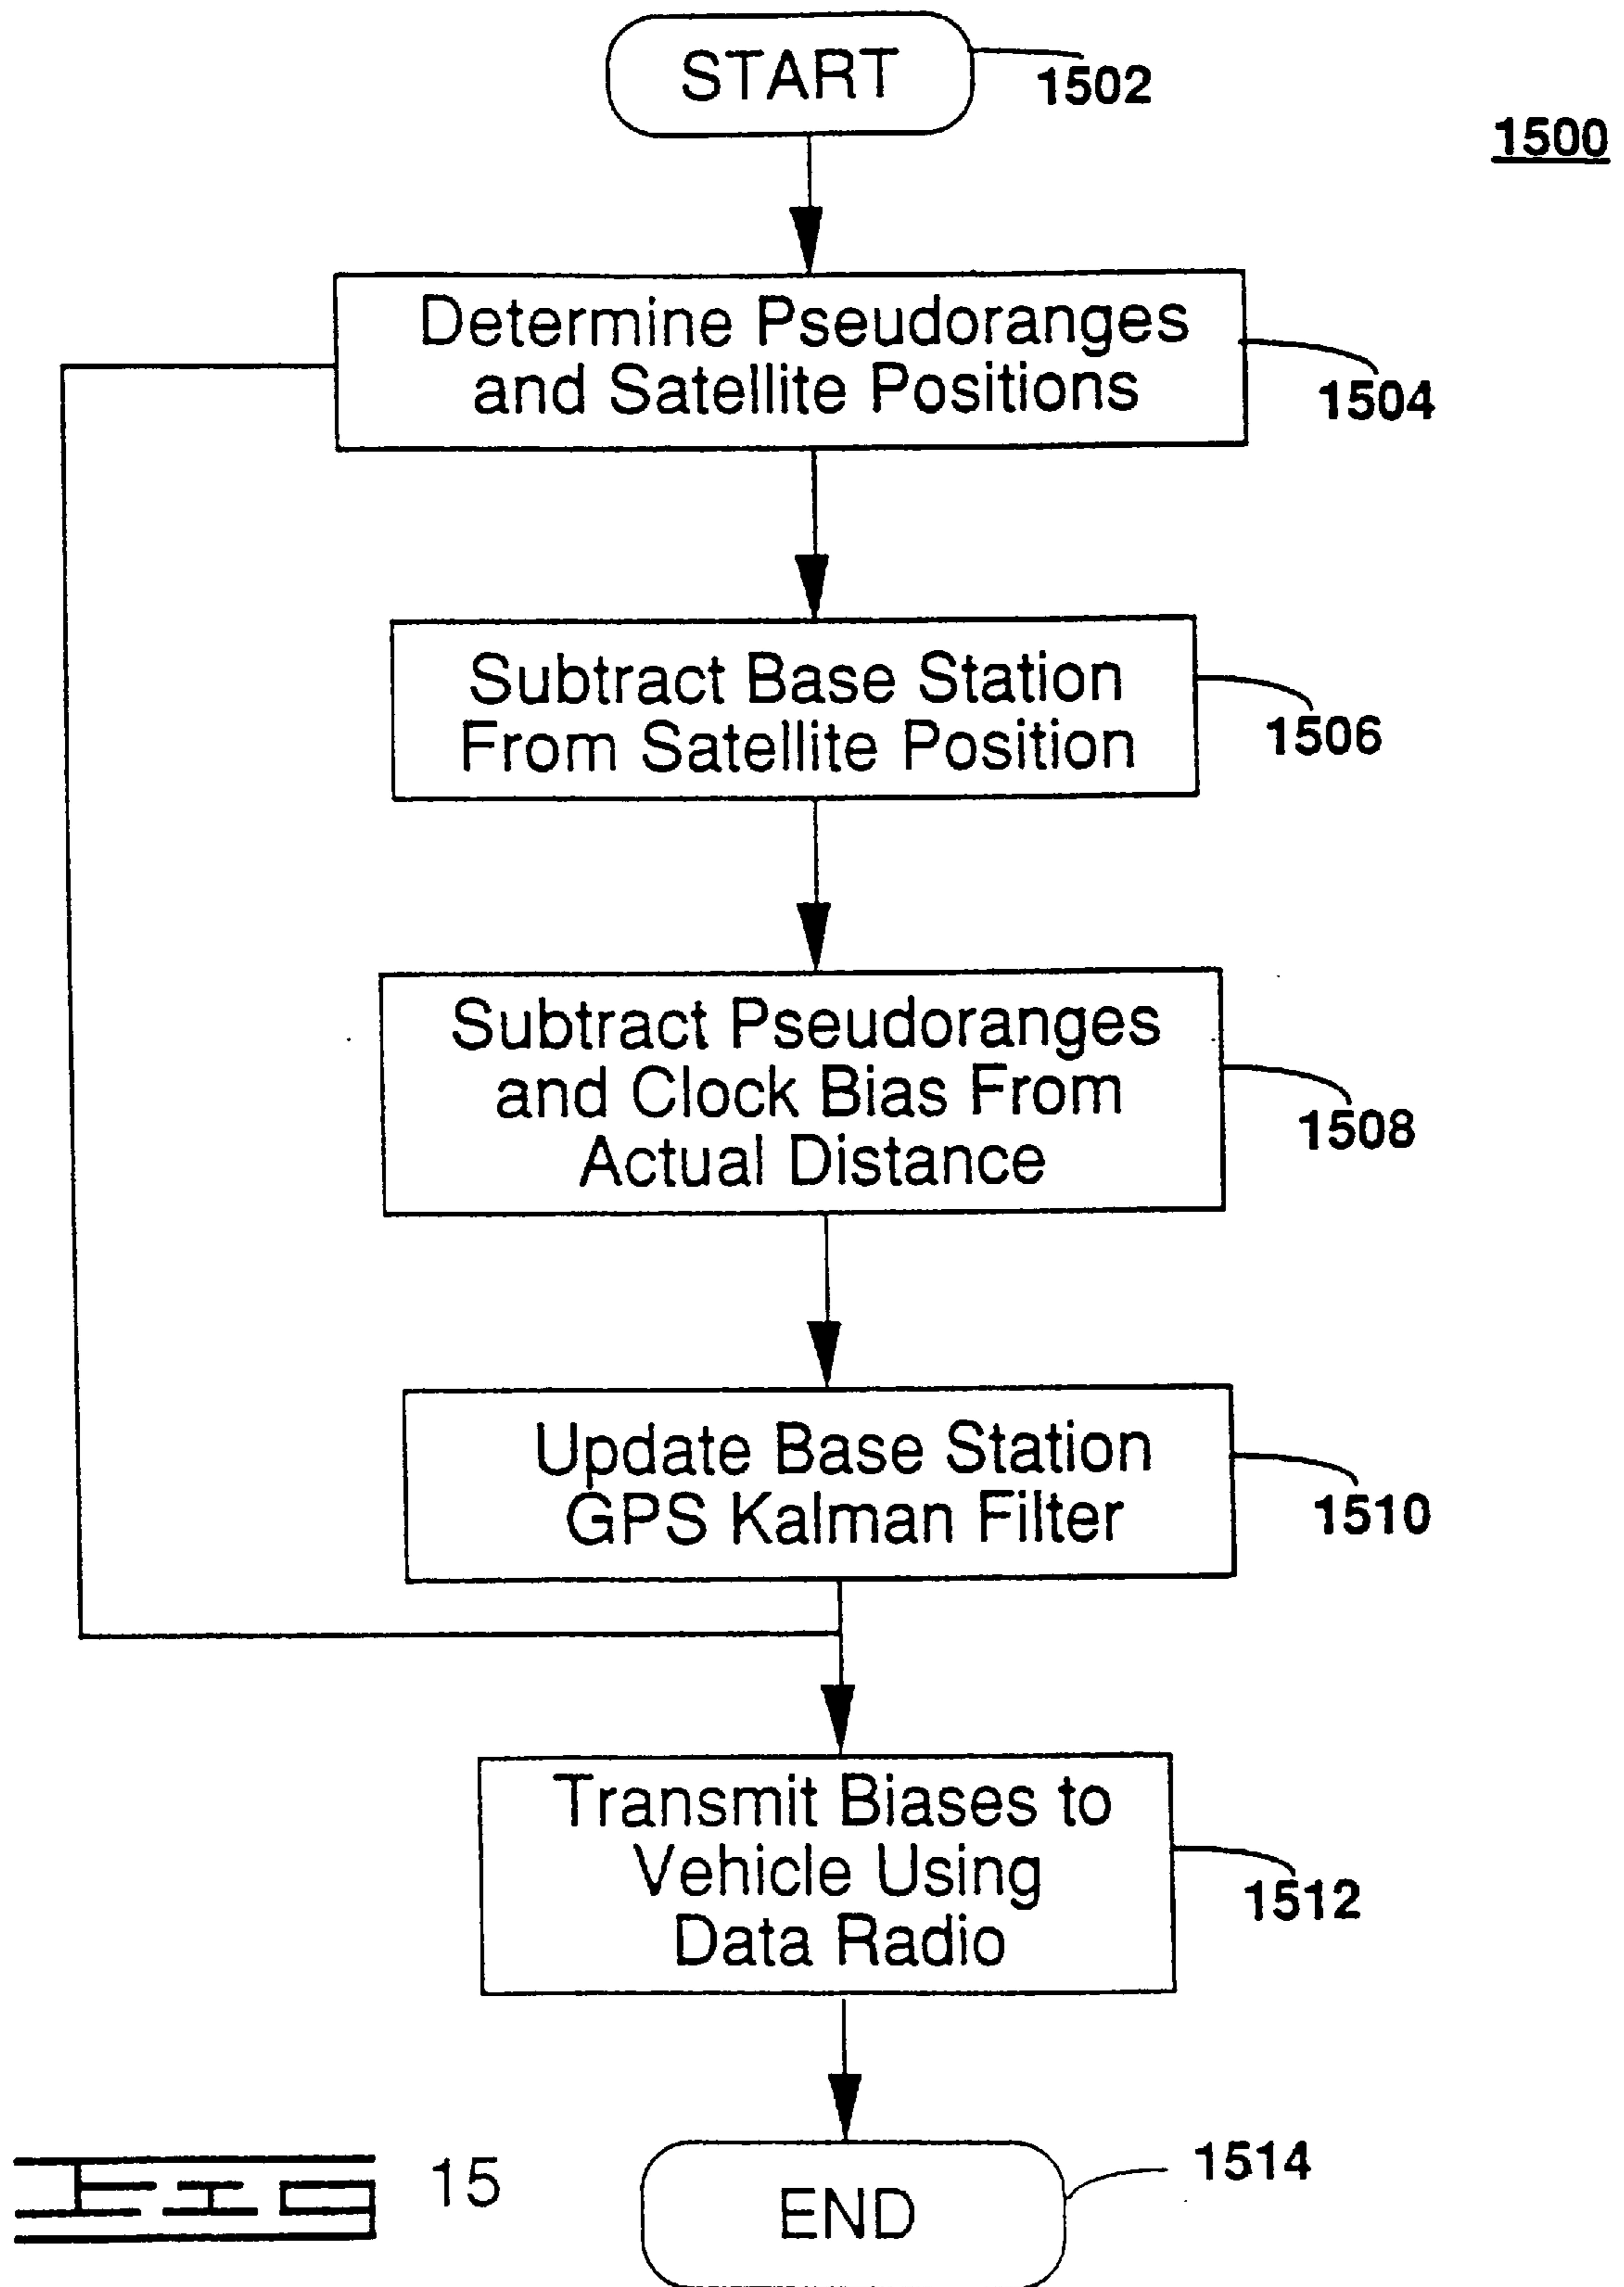 START
1502
1500
Determine Pseudoranges
and Satellite Positions
1504
Subtract Base Station
From Satellite Position
1506
Subtract Pseudoranges
and Clock Bias From
Actual Distance
1508
Update Base Station
GPS Kalman Filter
1510
Transmit Biases to
Vehicle Using
Data Radio
1512
END
1514
FIG 15